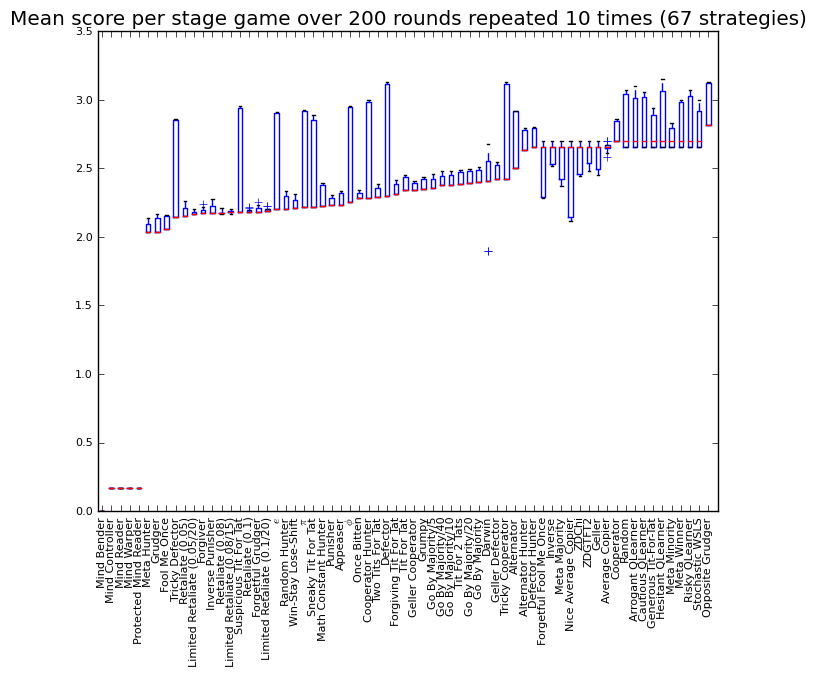 Mean score per stage game over 200 rounds repeated 10 times (67 strategies)
3.5
3.0
2.5
2.0
1.5
1.0
0.5
0.0
Mind Bender
Mind Controller
Mind Reader
Mind Warper
Protected Mind Reader
Meta Hunter
Grudger
Fool Me Once
Tricky Defector
Retaliate (0.05)
Limited Retaliate (0.05/20)
Forgiver
Inverse Punisher
Retaliate (0.08)
Limited Retaliate (0.08/15)
Suspicious Tit For Tat
Retaliate (0.1)
Forgetful Grudger
Limited Retaliate (0.1/20)
e
Random Hunter
Win-Stay Lose-Shift
π
Sneaky Tit For Tat
Math Constant Hunter
Punisher
Appeaser
ϕ
Once Bitten
Cooperator Hunter
Two Tits For Tat
Defector
Forgiving Tit For Tat
Tit For Tat
Geller Cooperator
Grumpy
Go By Majority/5
Go By Majority/40
Go By Majority/10
Tit For 2 Tats
Go By Majority/20
Go By Majority
Darwin
Geller Defector
Tricky Cooperator
Alternator
Alternator Hunter
Defector Hunter
Forgetful Fool Me Once
Inverse
Meta Majority
Nice Average Copier
ZDChi
ZDGTFT2
Geller
Average Copier
Cooperator
Random
Arrogant QLearner
Cautious QLearner
Generous Tit-For-Tat
Hesitant QLearner
Meta Minority
Meta Winner
Risky QLearner
Stochastic WSLS
Opposite Grudger